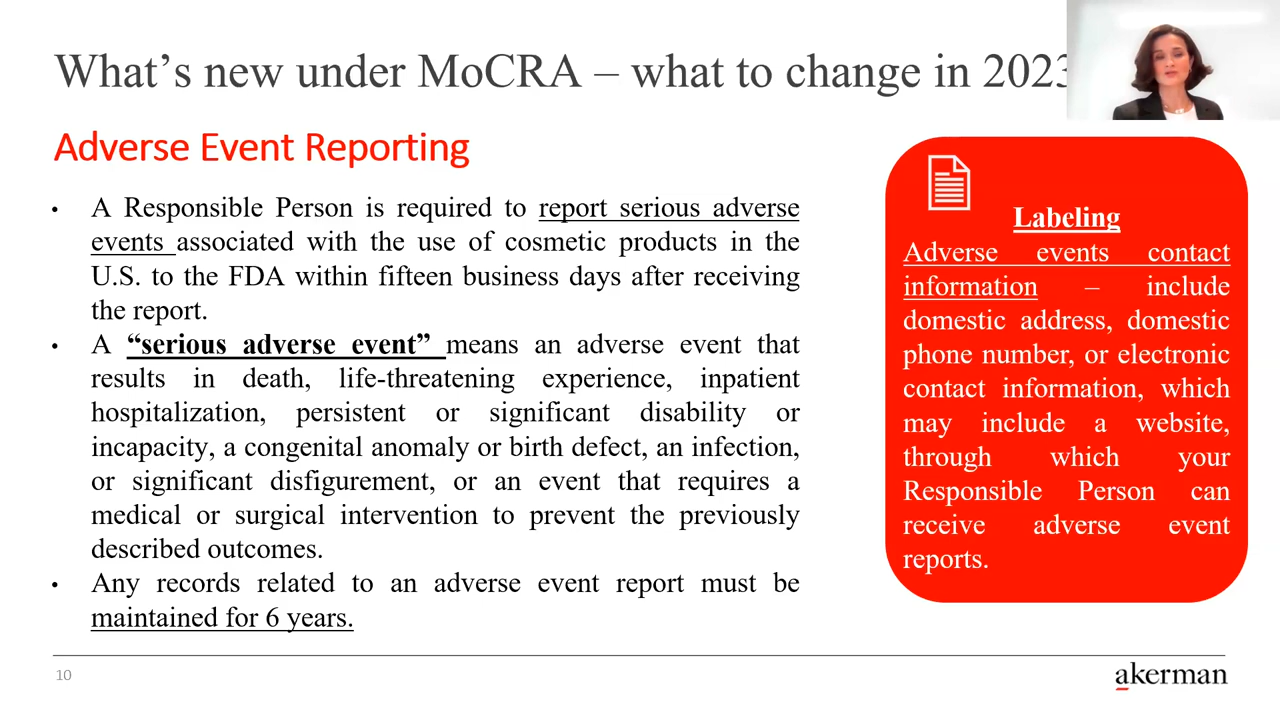 What's new under MoCRA – what to change in 2023
Adverse Event Reporting
• A Responsible Person is required to report serious adverse
events associated with the use of cosmetic products in the
U.S. to the FDA within fifteen business days after receiving
the report.
• A “serious adverse event” means an adverse event that
results in death, life-threatening experience, inpatient
hospitalization, persistent or significant disability or
incapacity, a congenital anomaly or birth defect, an infection,
or significant disfigurement, or an event that requires a
medical or surgical intervention to prevent the previously
described outcomes.
• Any records related to an adverse event report must be
maintained for 6 years.
Labeling
Adverse events contact
information – include
domestic address, domestic
phone number, or electronic
contact information, which
may include a website,
through which your
Responsible Person can
receive adverse event
reports.
10
akerman